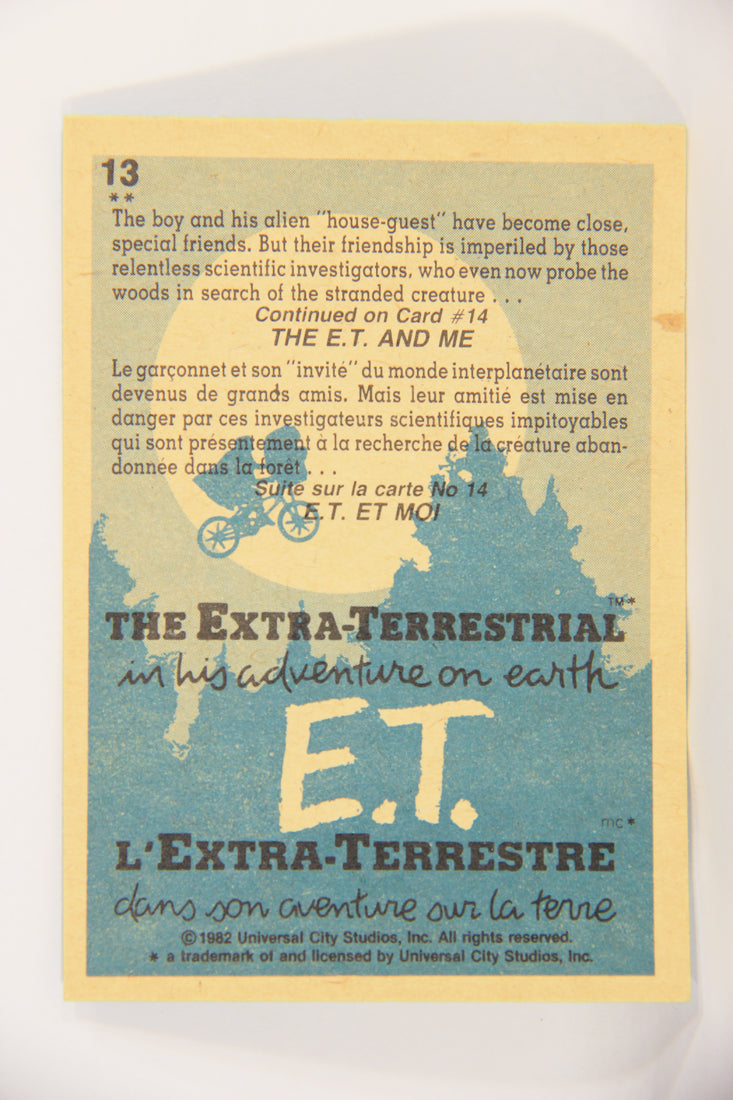 13
**
The boy and his alien "house-guest" have become close,
special friends. But their friendship is imperiled by those
relentless scientific investigators, who even now probe the
woods in search of the stranded creature . . .
Continued on Card #14
THE E.T. AND ME
Le garçonnet et son "invité" du monde interplanétaire sont
devenus de grands amis. Mais leur amitié est mise en
danger par ces investigateurs scientifiques impitoyables
qui sont présentement à la recherche de la créature aban-
donnée dans la forêt . . .
Suite sur la carte No 14
E.T. ET MOI
THE EXTRA-TERRESTRIAL TM*
in his adventure on earth
E.T.
mc *
L'EXTRA-TERRESTRE
dans son aventure sur la terre
©1982 Universal City Studios, Inc. All rights reserved.
* a trademark of and licensed by Universal City Studios, Inc.